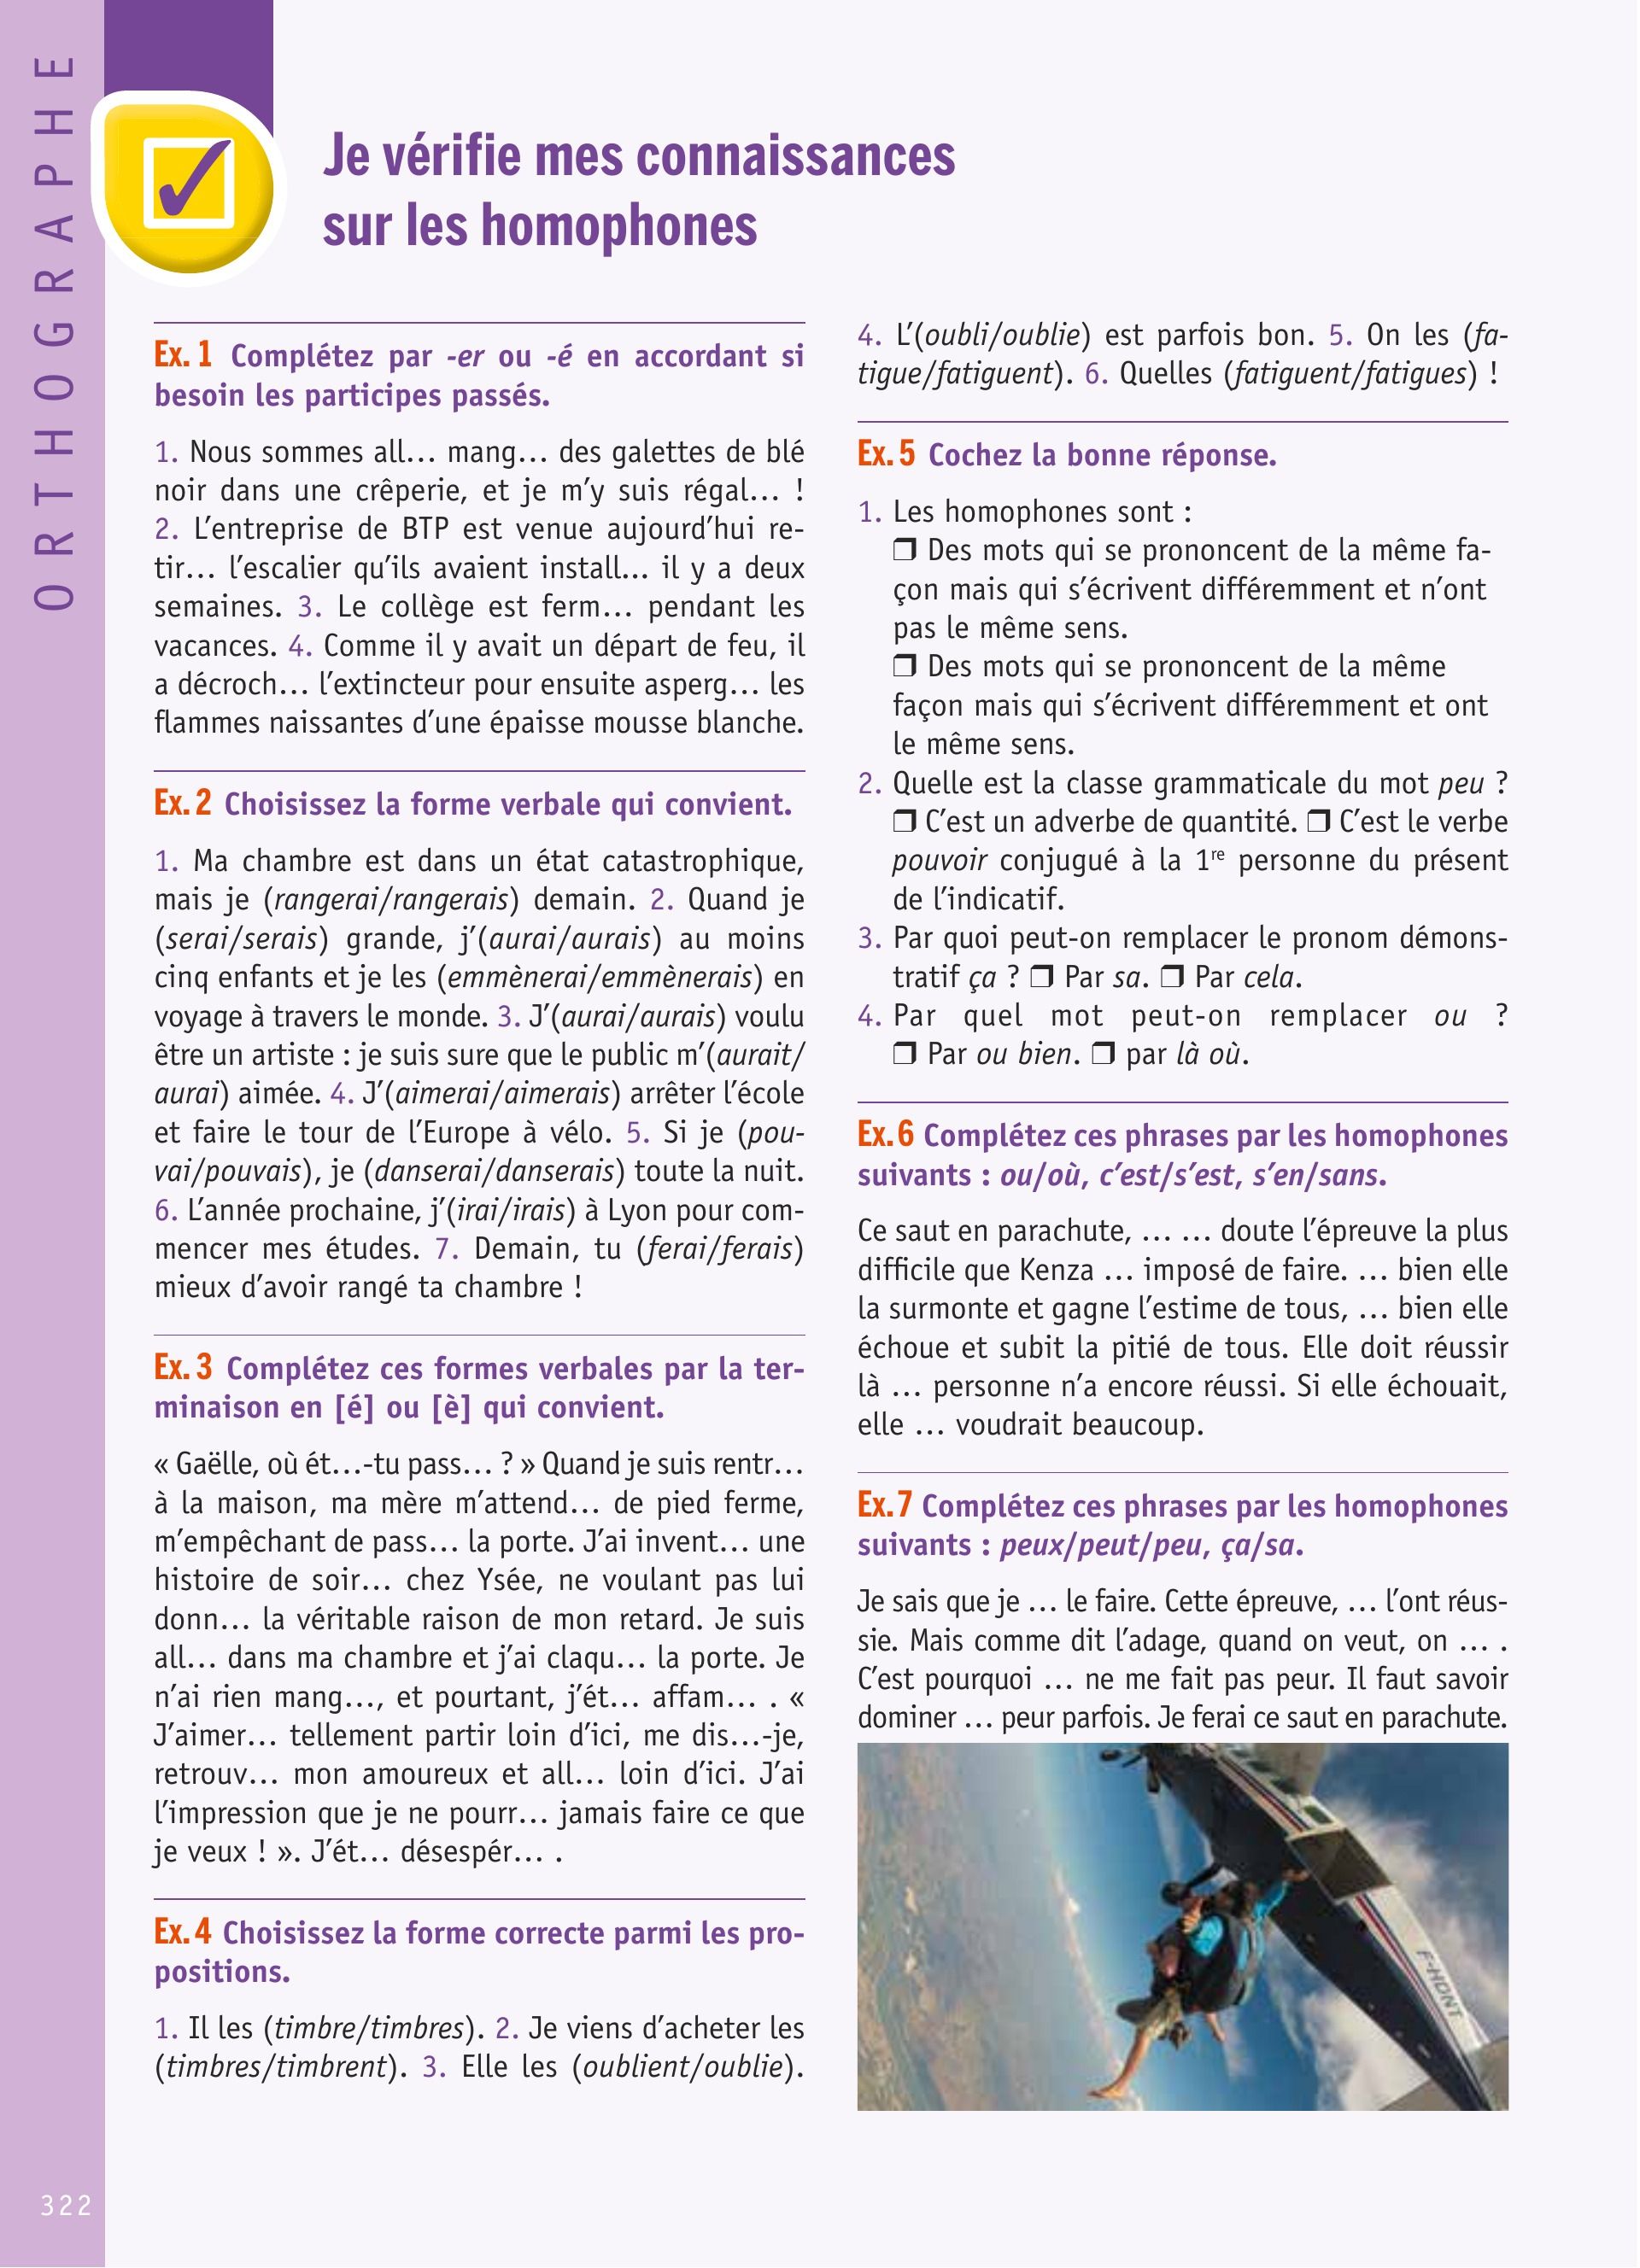 ORTHOGRAPHE
Je vérifie mes connaissances
sur les homophones
Ex. 1 Complétez par -er ou -é en accordant si
besoin les participes passés.
1. Nous sommes all… mang… des galettes de blé
noir dans une crêperie, et je m’y suis régal… !
2. L’entreprise de BTP est venue aujourd’hui re-
tir… l’escalier qu’ils avaient install… il y a deux
semaines. 3. Le collège est ferm… pendant les
vacances. 4. Comme il y avait un départ de feu, il
a décroch… l’extincteur pour ensuite asperg… les
flammes naissantes d’une épaisse mousse blanche.
Ex. 2 Choisissez la forme verbale qui convient.
1. Ma chambre est dans un état catastrophique,
mais je (rangerai/rangerais) demain. 2. Quand je
(serai/serais) grande, j’(aurai/aurais) au moins
cinq enfants et je les (emmènerai/emmènerais) en
voyage à travers le monde. 3. J’(aurai/aurais) voulu
être un artiste : je suis sure que le public m’(aurait/
aurai) aimée. 4. J’(aimerai/aimerais) arrêter l’école
et faire le tour de l’Europe à vélo. 5. Si je (pou-
vai/pouvais), je (danserai/danserais) toute la nuit.
6. L’année prochaine, j’(irai/irais) à Lyon pour com-
mencer mes études. 7. Demain, tu (ferai/ferais)
mieux d’avoir rangé ta chambre !
Ex. 3 Complétez ces formes verbales par la ter-
minaison en [é] ou [è] qui convient.
« Gaëlle, où ét…-tu pass… ? » Quand je suis rentr…
à la maison, ma mère m’attend… de pied ferme,
m’empêchant de pass… la porte. J’ai invent… une
histoire de soir… chez Ysée, ne voulant pas lui
donn… la véritable raison de mon retard. Je suis
all… dans ma chambre et j’ai claqu… la porte. Je
n’ai rien mang…, et pourtant, j’ét… affam… . «
J’aimer… tellement partir loin d’ici, me dis…-je,
retrouv… mon amoureux et all… loin d’ici. J’ai
l’impression que je ne pourr… jamais faire ce que
je veux ! ». J’ét… désespér… .
Ex. 4 Choisissez la forme correcte parmi les pro-
positions.
1. Il les (timbre/timbres). 2. Je viens d’acheter les
(timbres/timbrent). 3. Elle les (oublient/oublie).
4. L’(oubli/oublie) est parfois bon. 5. On les (fa-
tigue/fatiguent). 6. Quelles (fatiguent/fatigues) !
Ex. 5 Cochez la bonne réponse.
1. Les homophones sont :
❒ Des mots qui se prononcent de la même fa-
çon mais qui s’écrivent différemment et n’ont
pas le même sens.
❒ Des mots qui se prononcent de la même
façon mais qui s’écrivent différemment et ont
le même sens.
2. Quelle est la classe grammaticale du mot peu ?
❒ C’est un adverbe de quantité. ❒ C’est le verbe
pouvoir conjugué à la 1re personne du présent
de l’indicatif.
3. Par quoi peut-on remplacer le pronom démons-
tratif ça ? ❒ Par sa. ❒ Par cela.
4. Par quel mot peut-on remplacer ou ?
❒ Par ou bien. ❒ par là où.
Ex. 6 Complétez ces phrases par les homophones
suivants : ou/où, c’est/s’est, s’en/sans.
Ce saut en parachute, … … doute l’épreuve la plus
difficile que Kenza … imposé de faire. … bien elle
la surmonte et gagne l’estime de tous, … bien elle
échoue et subit la pitié de tous. Elle doit réussir
là … personne n’a encore réussi. Si elle échouait,
elle … voudrait beaucoup.
Ex. 7 Complétez ces phrases par les homophones
suivants : peux/peut/peu, ça/sa.
Je sais que je … le faire. Cette épreuve, … l’ont réus-
sie. Mais comme dit l’adage, quand on veut, on … .
C’est pourquoi … ne me fait pas peur. Il faut savoir
dominer … peur parfois. Je ferai ce saut en parachute.
F-HDNT
322